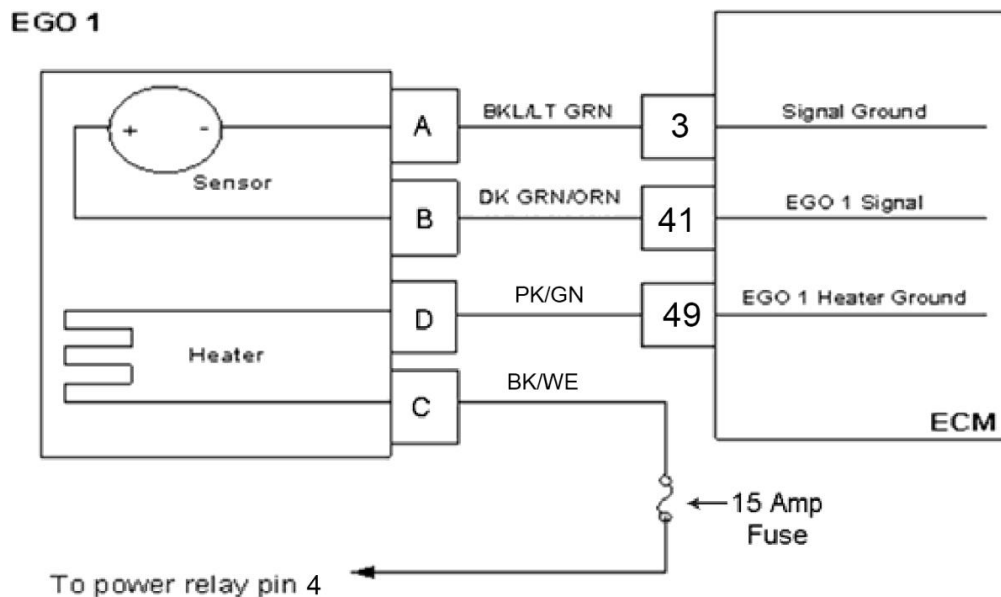 EGO 1
+ -
Sensor
Heater
A
B
D
C
BKL/LT GRN
DK GRN/ORN
PK/GN
BK/WE
3
41
49
Signal Ground
EGO 1 Signal
EGO 1 Heater Ground
ECM
15 Amp
Fuse
To power relay pin 4